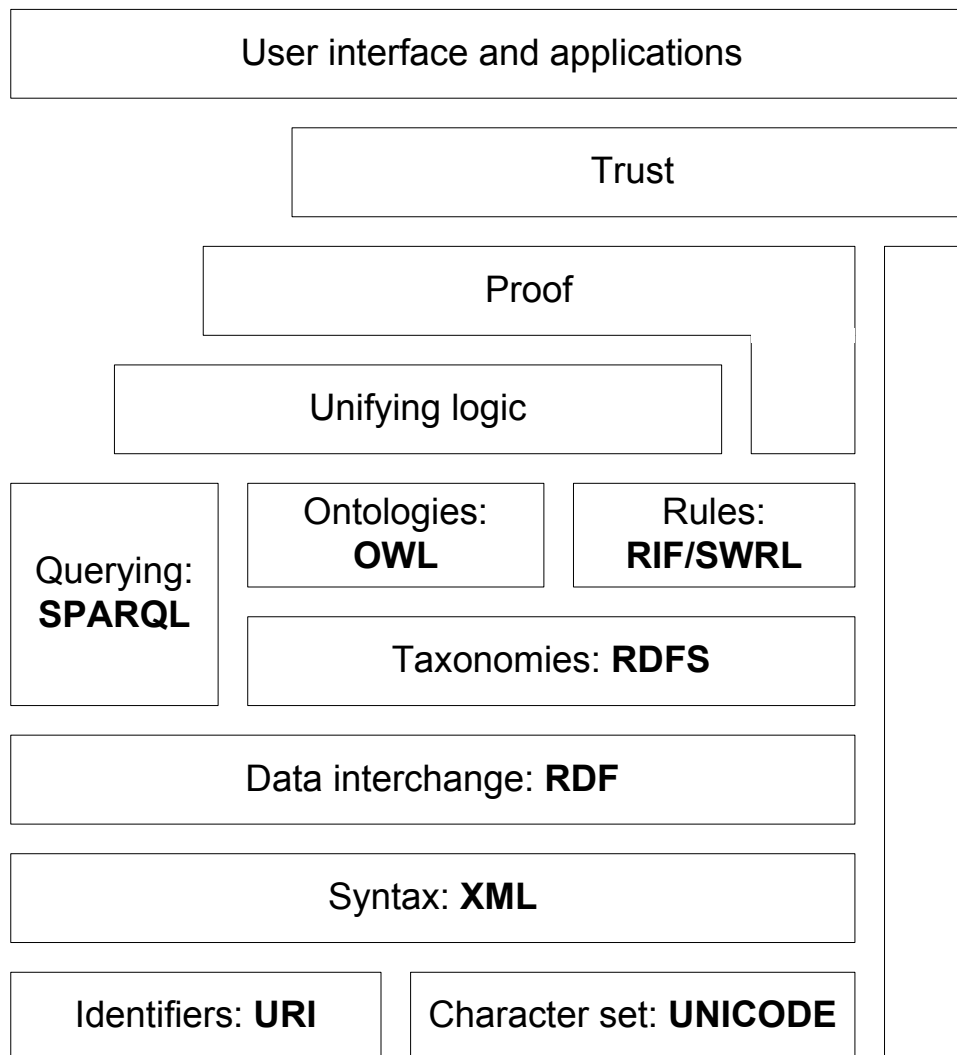 User interface and applications
Trust
Proof
Unifying logic
Querying:
SPARQL
Ontologies:
OWL
Rules:
RIF/SWRL
Taxonomies: RDFS
Data interchange: RDF
Syntax: XML
Identifiers: URI
Character set: UNICODE